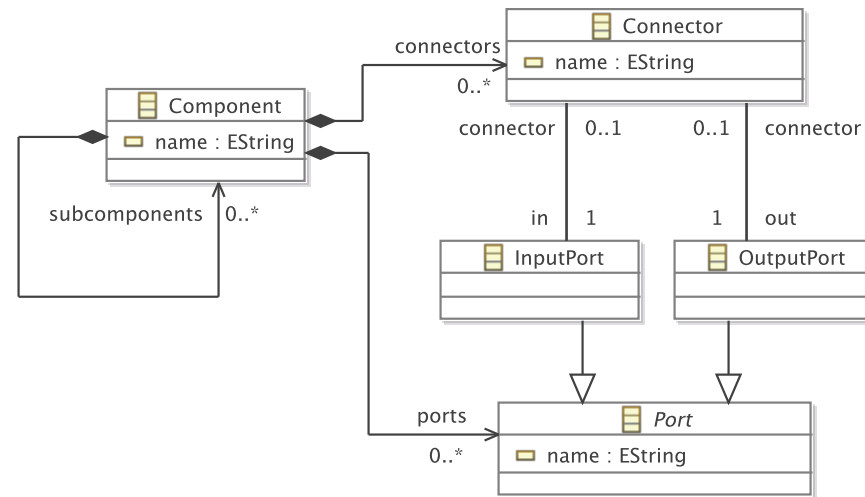 Connector
name : EString
connectors
0..*
Component
name : EString
connector
0..1
0..1
connector
subcomponents
0..*
in
1
1
out
InputPort
OutputPort
ports
0..*
Port
name : EString